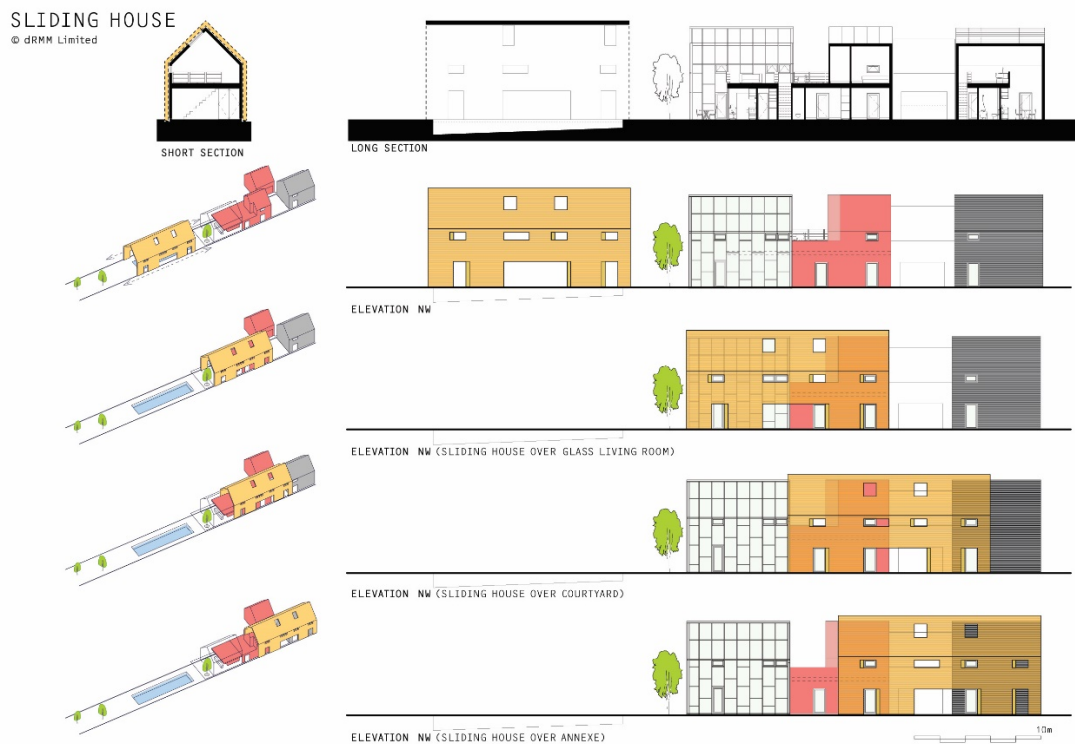 SLIDING HOUSE
© dRMM Limited
SHORT SECTION
LONG SECTION
ELEVATION NW
ELEVATION NW (SLIDING HOUSE OVER GLASS LIVING ROOM)
ELEVATION NW (SLIDING HOUSE OVER COURTYARD)
ELEVATION NW (SLIDING HOUSE OVER ANNEXE)
10m